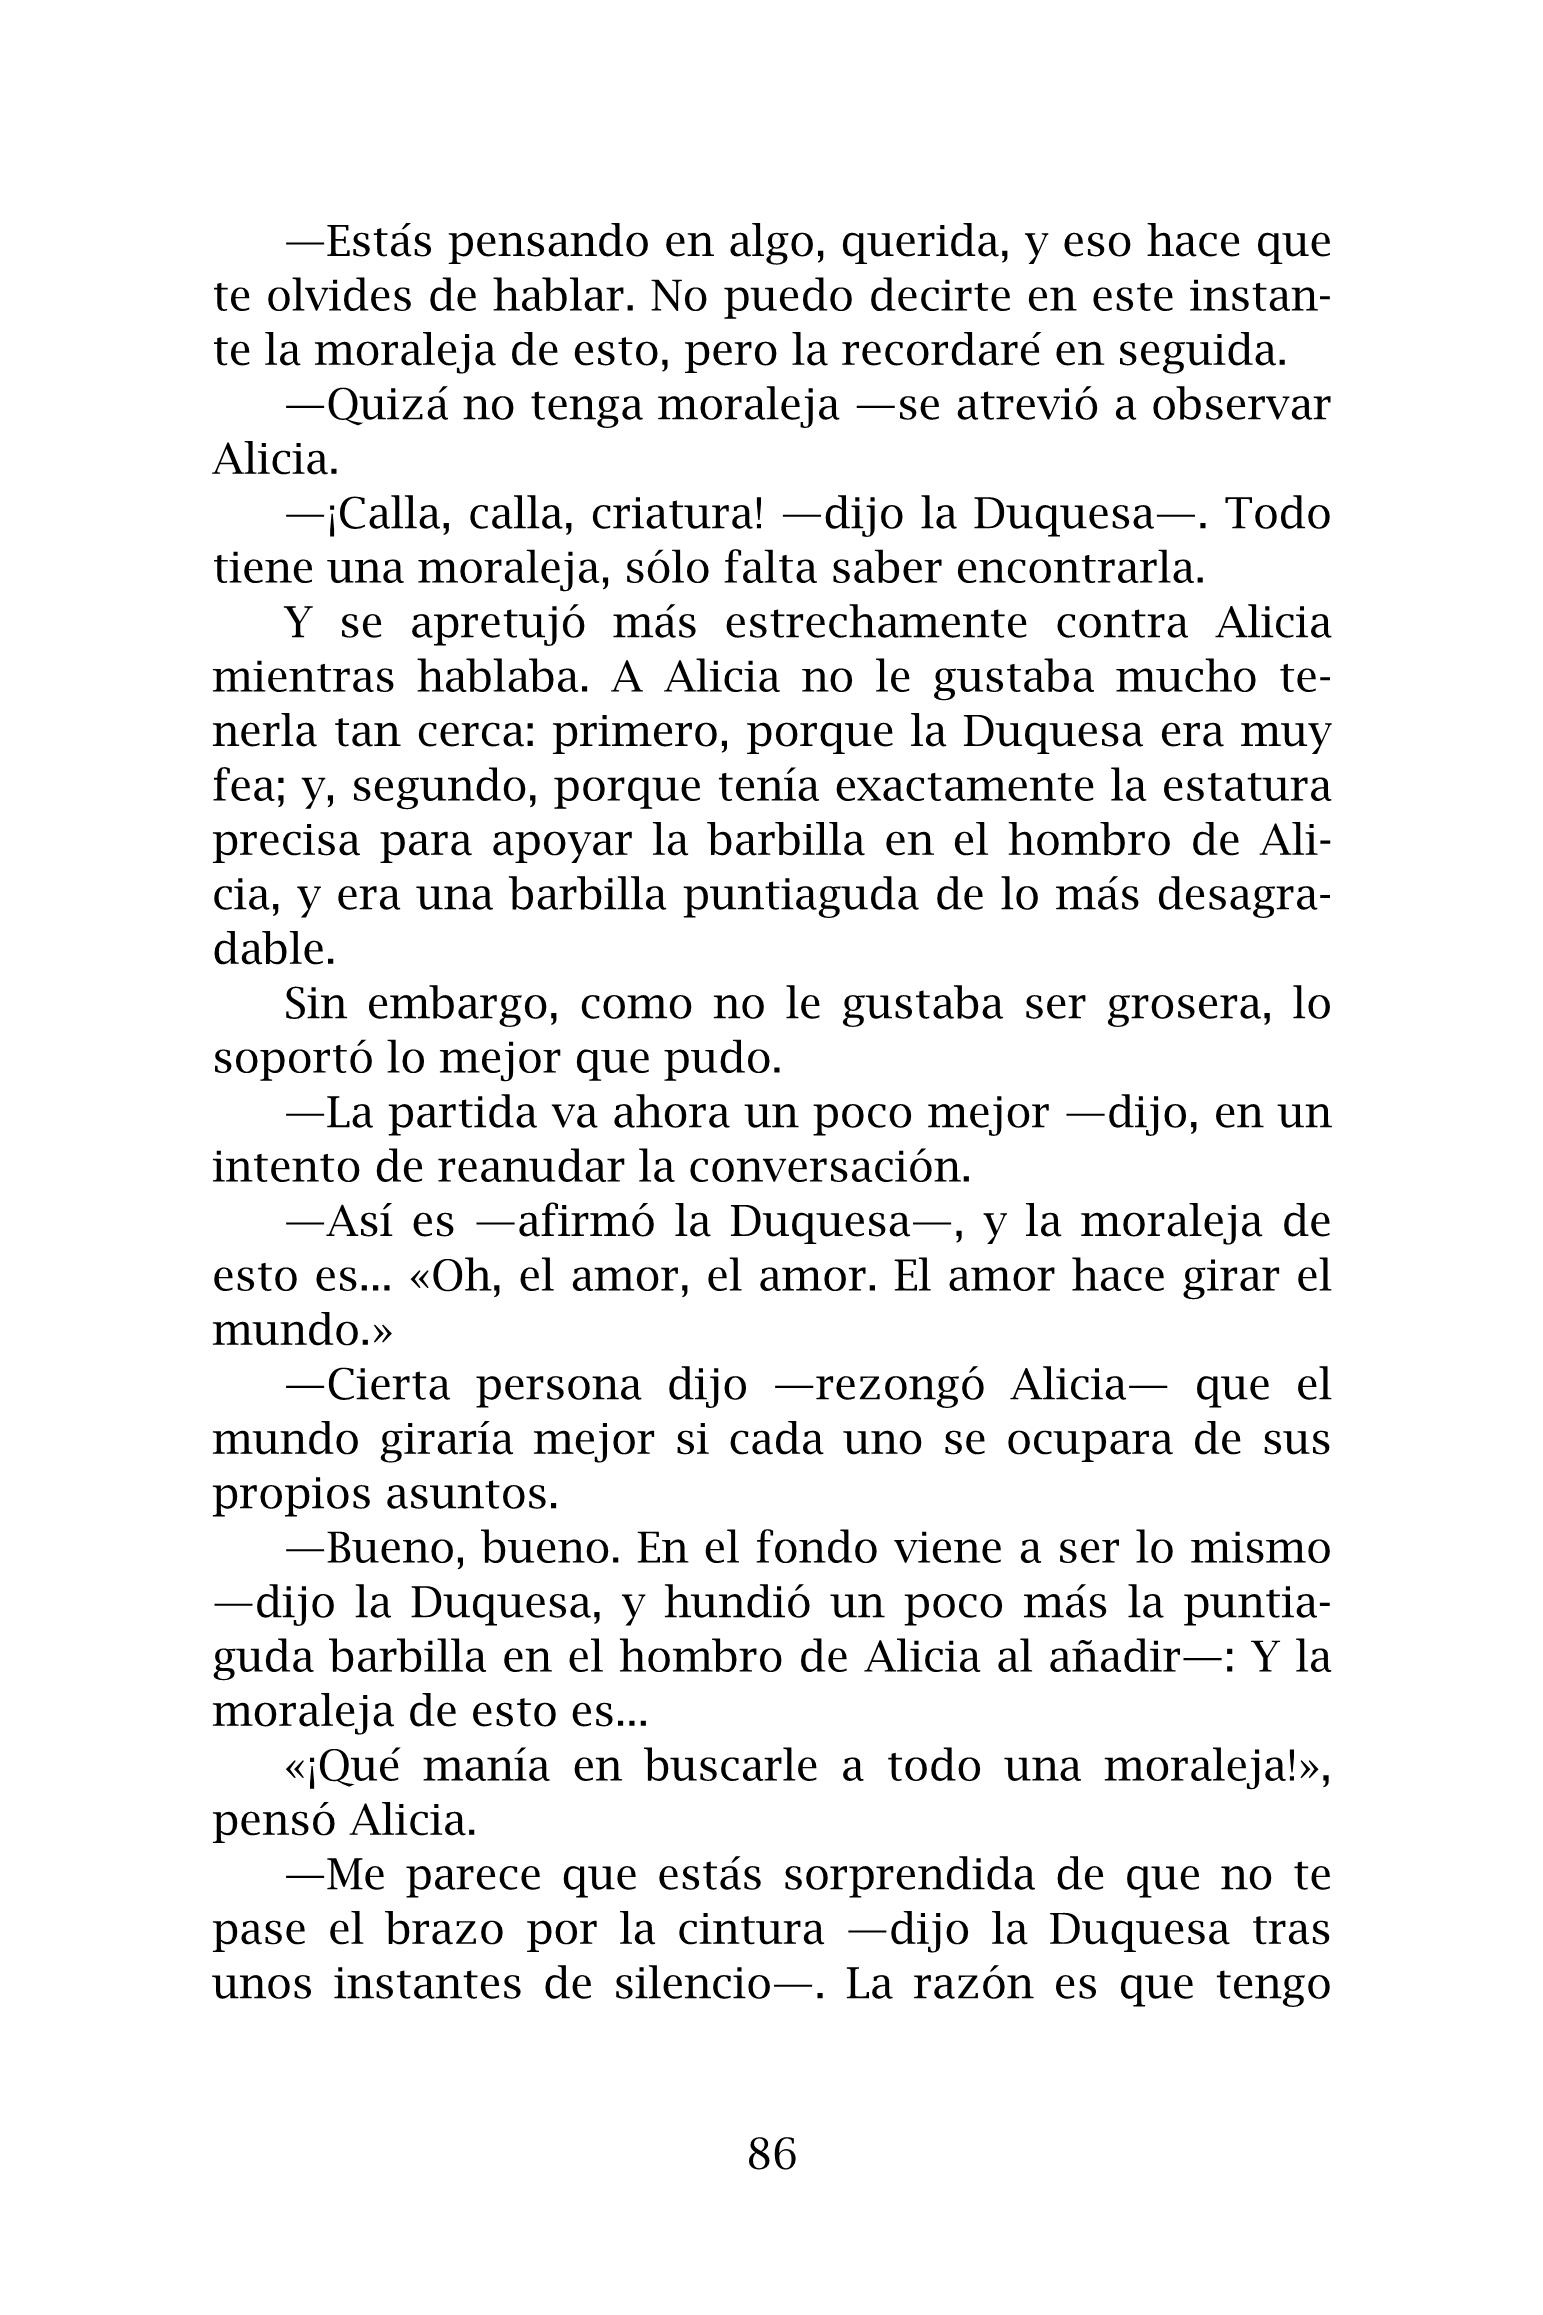 —Estás pensando en algo, querida, y eso hace que
te olvides de hablar. No puedo decirte en este instan-
te la moraleja de esto, pero la recordaré en seguida.
—Quizá no tenga moraleja —se atrevió a observar
Alicia.
—¡Calla, calla, criatura! —dijo la Duquesa—. Todo
tiene una moraleja, sólo falta saber encontrarla.
Y se apretujó más estrechamente contra Alicia
mientras hablaba. A Alicia no le gustaba mucho te-
nerla tan cerca: primero, porque la Duquesa era muy
fea; y, segundo, porque tenía exactamente la estatura
precisa para apoyar la barbilla en el hombro de Ali-
cia, y era una barbilla puntiaguda de lo más desagra-
dable.
Sin embargo, como no le gustaba ser grosera, lo
soportó lo mejor que pudo.
—La partida va ahora un poco mejor —dijo, en un
intento de reanudar la conversación.
—Así es —afirmó la Duquesa—, y la moraleja de
esto es... «Oh, el amor, el amor. El amor hace girar el
mundo.»
—Cierta persona dijo —rezongó Alicia— que el
mundo giraría mejor si cada uno se ocupara de sus
propios asuntos.
—Bueno, bueno. En el fondo viene a ser lo mismo
—dijo la Duquesa, y hundió un poco más la puntia-
guda barbilla en el hombro de Alicia al añadir—: Y la
moraleja de esto es...
«¡Qué manía en buscarle a todo una moraleja!»,
pensó Alicia.
—Me parece que estás sorprendida de que no te
pase el brazo por la cintura —dijo la Duquesa tras
unos instantes de silencio—. La razón es que tengo
86